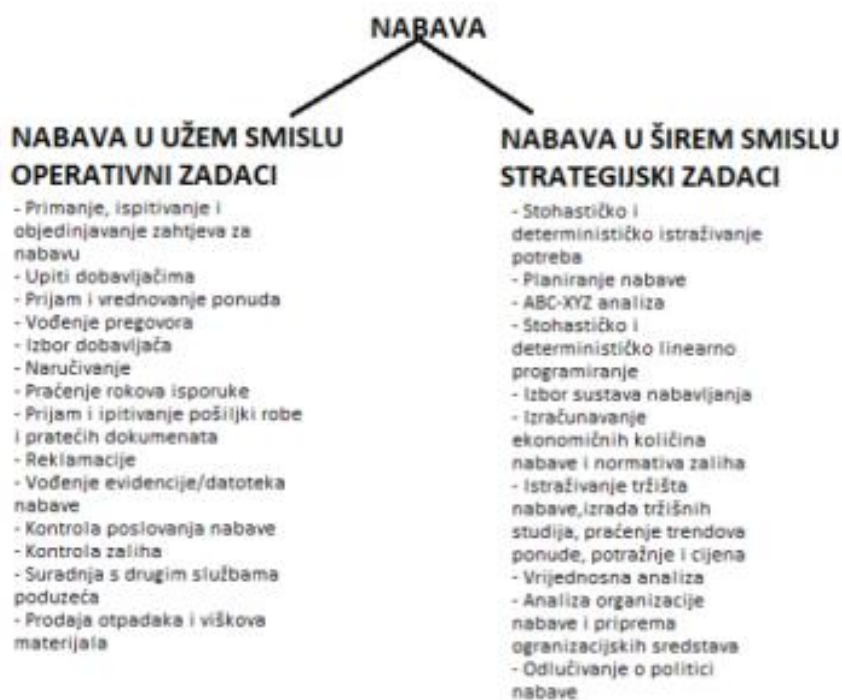 NABAVA
NABAVA U UŽEM SMISLU
OPERATIVNI ZADACI
- Primanje, ispitivanje i
objedinjavanje zahtjeva za
nabavu
- Upiti dobavljačima
- Prijam i vrednovanje ponuda
- Vođenje pregovora
- Izbor dobavljača
- Naručivanje
- Praćenje rokova isporuke
- Prijam i ipitivanje pošiljki robe
i pratećih dokumenata
- Reklamacije
- Vođenje evidencije/datoteka
nabave
- Kontrola poslovanja nabave
- Kontrola zaliha
- Suradnja s drugim službama
poduzeća
- Prodaja otpadaka i viškova
materijala
NABAVA U ŠIREM SMISLU
STRATEGIJSKI ZADACI
- Stohastičko i
determinističko istraživanje
potreba
- Planiranje nabave
- ABC-XYZ analiza
- Stohastičko i
determinističko linearno
programiranje
- Izbor sustava nabavljanja
- Izračunavanje
ekonomičnih količina
nabave i normativa zaliha
- Istraživanje tržišta
nabave,izrada tržišnih
studija, praćenje trendova
ponude, potražnje i cijena
- Vrijednosna analiza
- Analiza organizacije
nabave i priprema
ogranizacijskih sredstava
- Odlučivanje o politici
nabave